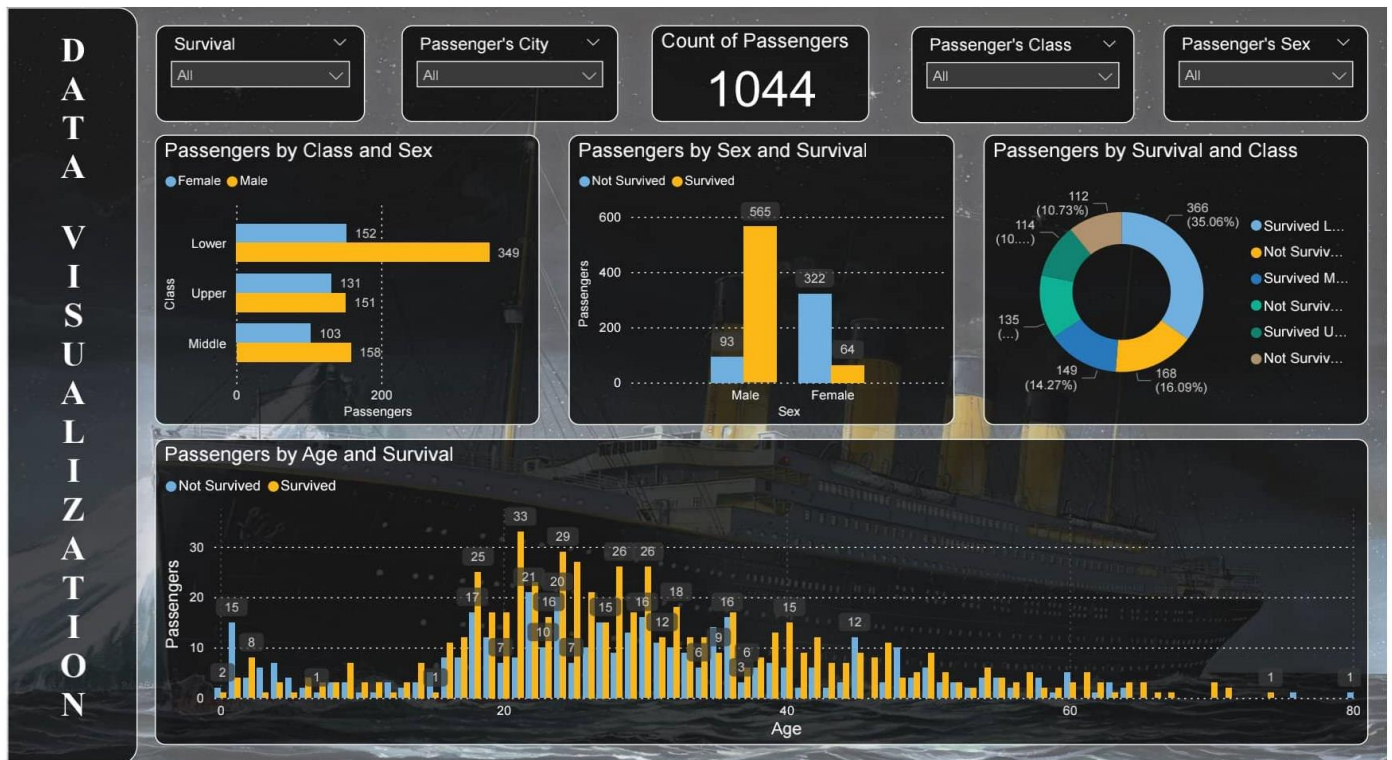 DATA VISUALIZATION
Survival
All
Passenger's City
All
Count of Passengers
1044
Passenger's Class
All
Passenger's Sex
All
Passengers by Class and Sex
Female Male
Class
Lower
152
349
Upper
131
151
Middle
103
158
0 200
Passengers
Passengers by Sex and Survival
Not Survived Survived
Passengers
600
400
200
0
93
565
322
64
Male Female
Sex
Passengers by Survival and Class
112
(10.73%)
114
(10....)
135
(...)
149
(14.27%)
168
(16.09%)
366
(35.06%)
Survived L...
Not Surviv...
Survived M...
Not Surviv...
Survived U...
Not Surviv...
Passengers by Age and Survival
Not Survived Survived
Passengers
30
20
10
0
2
15
8
1
1
17
25
7
33
21
10
16
20
29
7
15
26
16
26
12
18
6
9
16
3
6
15
12
1
1
0 20 40 60 80
Age